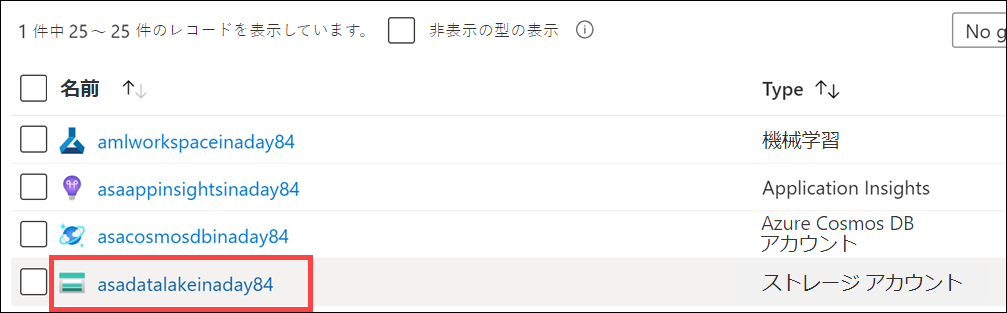 1 件中 25～ 25 件のレコードを表示しています。 非表示の型の表示 No g
名前 Type
amlworkspaceinaday84 機械学習
asaappinsightsinaday84 Application Insights
asacosmosdbinaday84 Azure Cosmos DB
アカウント
asadatalakeinaday84 ストレージ アカウント